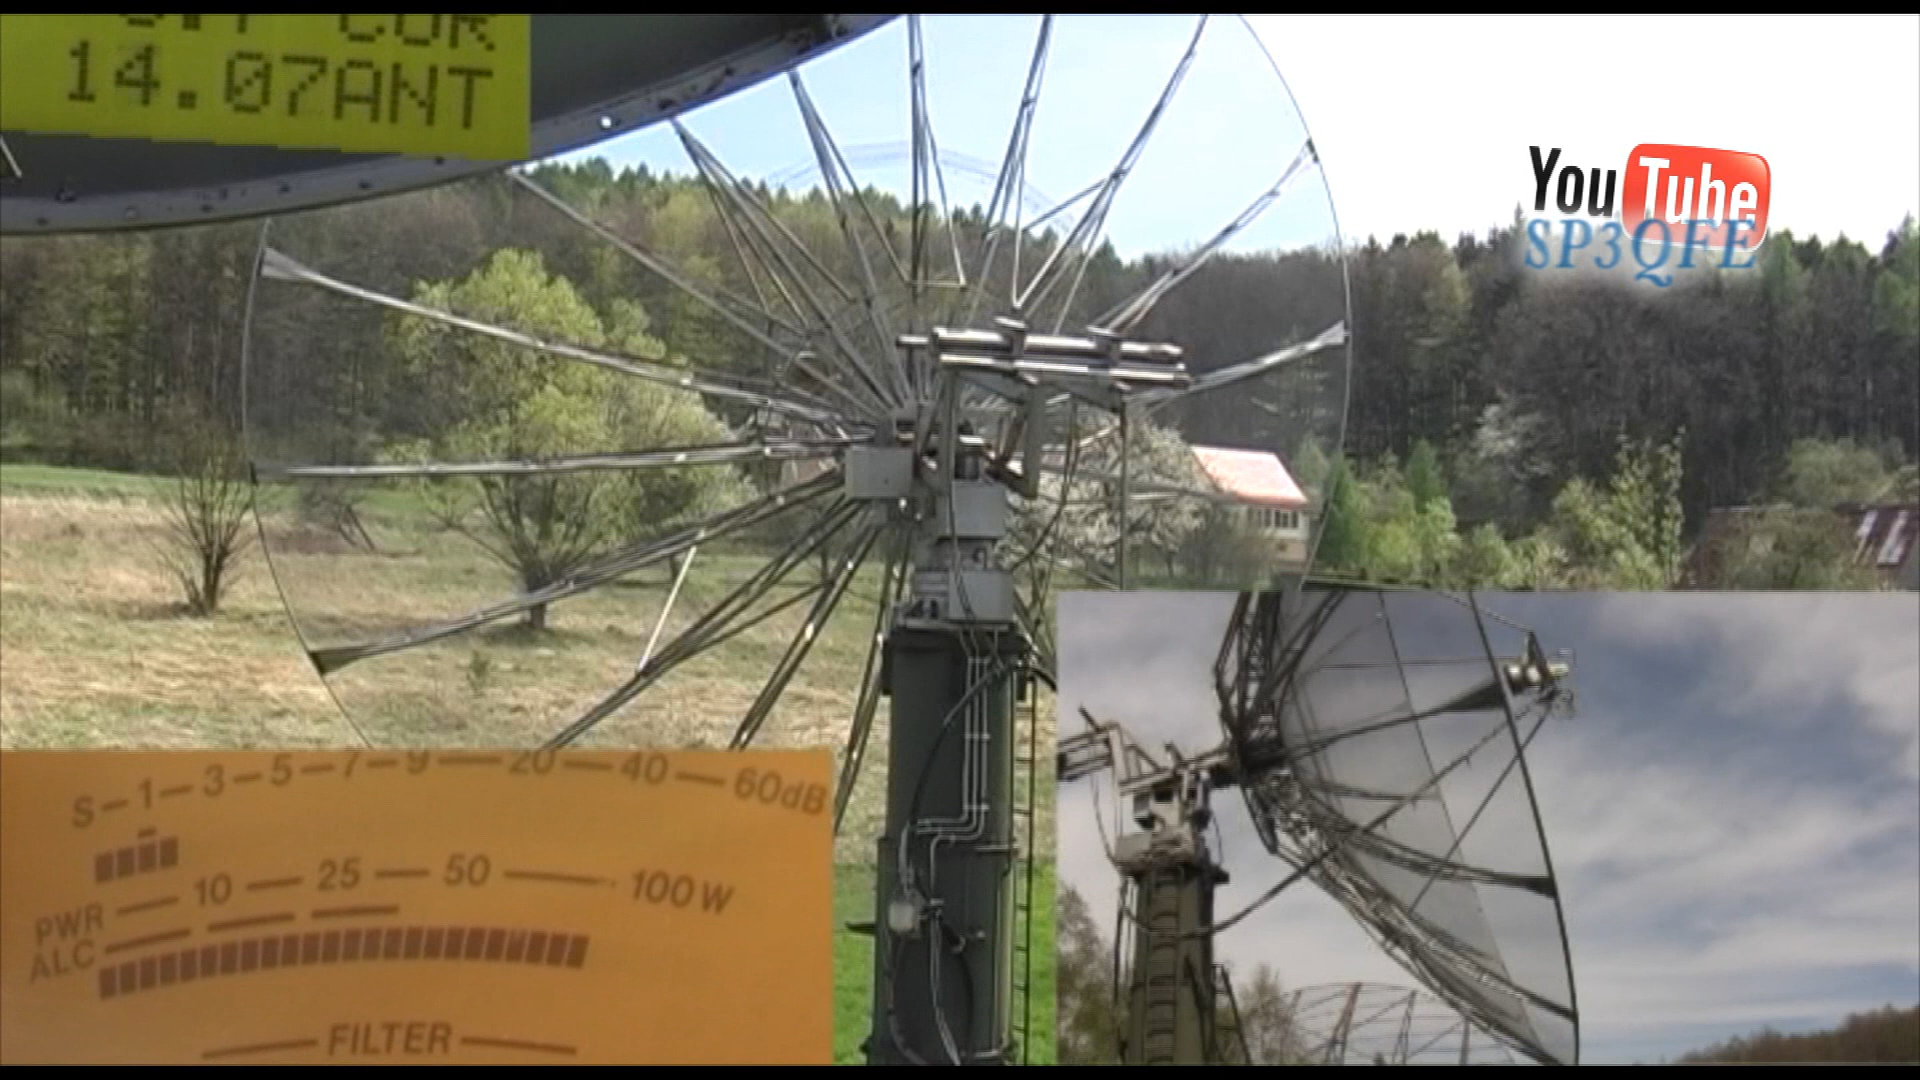 14.07ANT
YouTube
SP3QFE
S-1-3-5-7-9-20-40-60dB
PWR 10 25 50 100W
ALC
FILTER